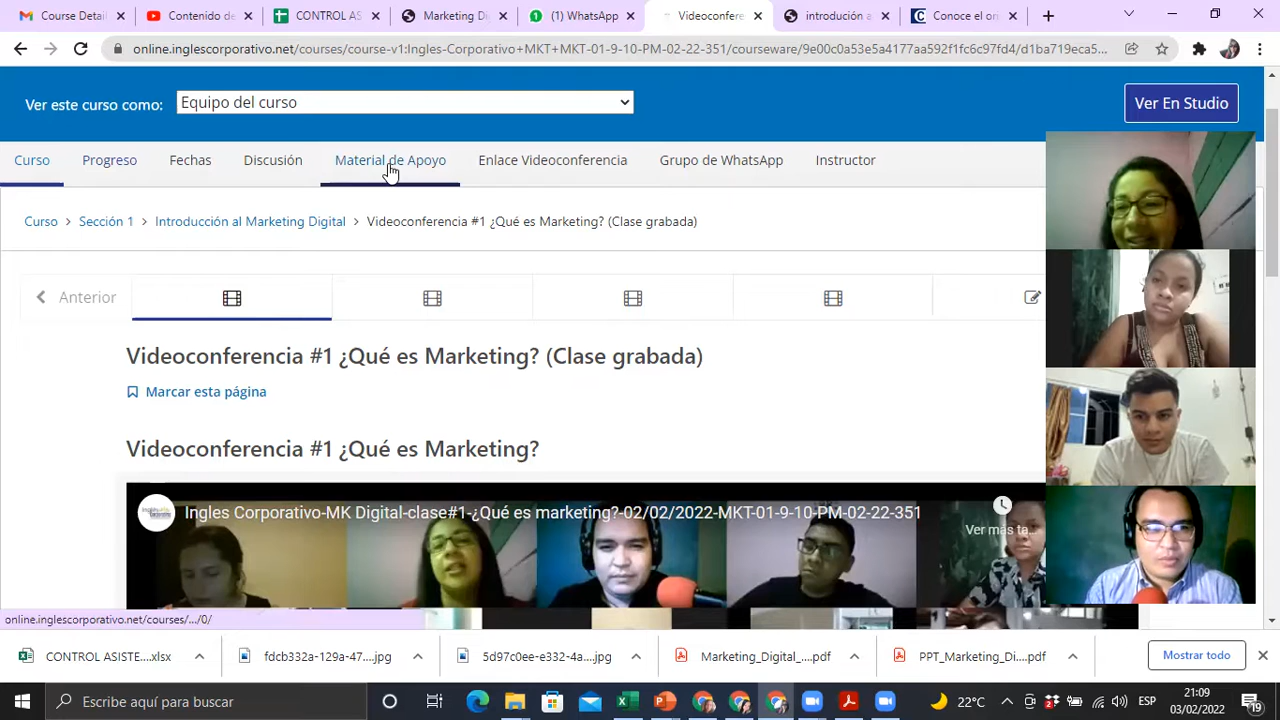 Course Detail
Contenido de
CONTROL AS
Marketing Di
(1) WhatsApp
Videoconfere
introducción a
Conoce el ori
online.inglescorporativo.net/courses/course-v1:Ingles-Corporativo+MKT+MKT-01-9-10-PM-02-22-351/courseware/9e00c0a53e5a4177aa592f1fc6c97fd4/d1ba719eca5...
Ver este curso como:
Equipo del curso
Ver En Studio
Curso
Progreso
Fechas
Discusión
Material de Apoyo
Enlace Videoconferencia
Grupo de WhatsApp
Instructor
Curso > Sección 1 > Introducción al Marketing Digital > Videoconferencia #1 ¿Qué es Marketing? (Clase grabada)
Anterior
Videoconferencia #1 ¿Qué es Marketing? (Clase grabada)
Marcar esta página
Videoconferencia #1 ¿Qué es Marketing?
Ingles Corporativo-MK Digital-clase#1-¿Qué es marketing?-02/02/2022-MKT-01-9-10-PM-02-22-351
Ver más ta...
online.inglescorporativo.net/courses/.../0/
CONTROL ASISTE....xlsx
fdcb332a-129a-47....jpg
5d97c0ee-e332-4a....jpg
Marketing_Digital_....pdf
PPT_Marketing_Di....pdf
Mostrar todo
Escribe aquí para buscar
22°C
ESP
21:09
03/02/2022
19